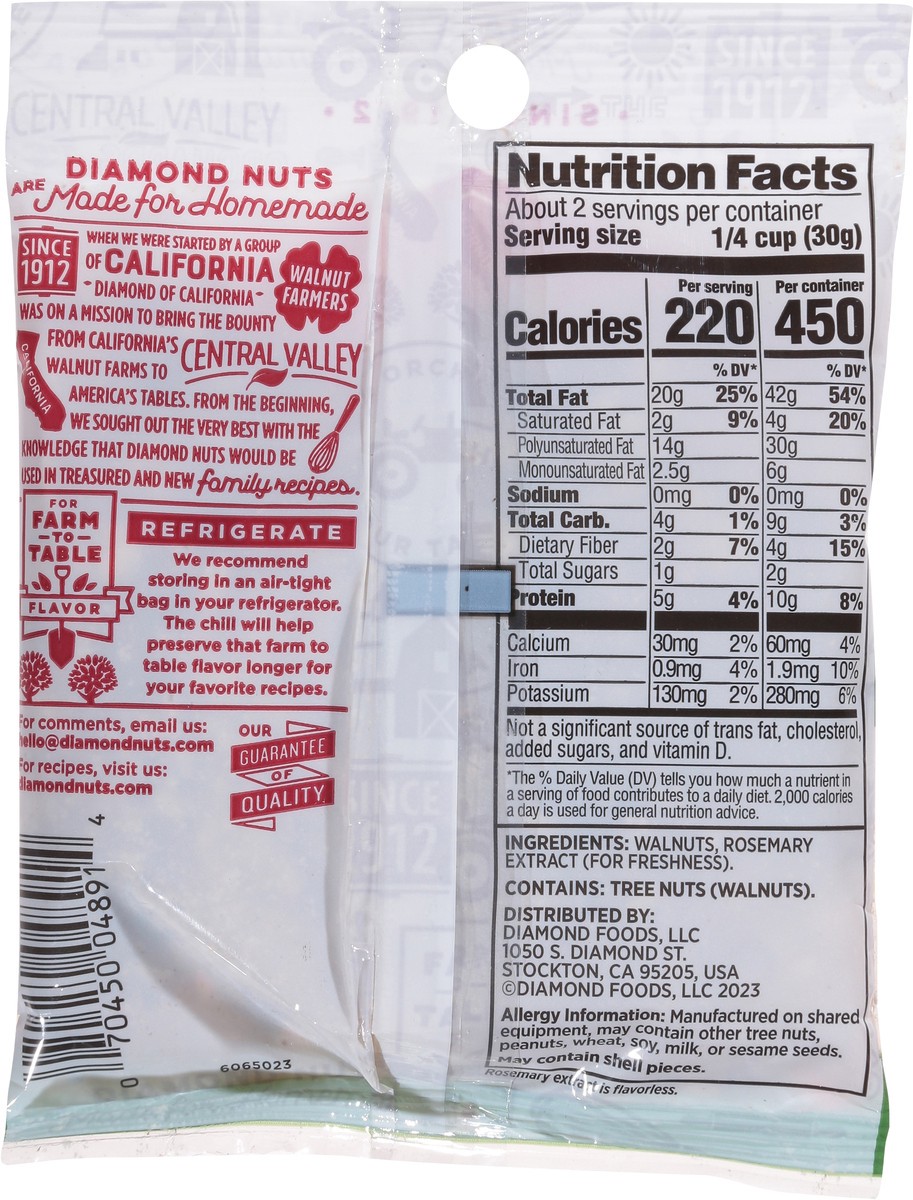 CENTRAL VALLEY
SINCE
1912
DIAMOND NUTS
ARE Made for Homemade
SINCE
1912
WHEN WE WERE STARTED BY A GROUP
OF CALIFORNIA
WALNUT
FARMERS
- DIAMOND OF CALIFORNIA -
WAS ON A MISSION TO BRING THE BOUNTY
FROM CALIFORNIA'S
CENTRAL VALLEY
WALNUT FARMS TO
CALIFORNIA
AMERICA'S TABLES. FROM THE BEGINNING,
WE SOUGHT OUT THE VERY BEST WITH THE
KNOWLEDGE THAT DIAMOND NUTS WOULD BE
USED IN TREASURED AND NEW family recipes.
FOR
FARM
-TO-
TABLE
FLAVOR
REFRIGERATE
We recommend
storing in an air-tight
bag in your refrigerator.
The chill will help
preserve that farm to
table flavor longer for
your favorite recipes.
For comments, email us:
hello@diamondnuts.com
For recipes, visit us:
diamondnuts.com
OUR
GUARANTEE
OF
QUALITY
0 70450 04891 4
6065023
Nutrition Facts
About 2 servings per container
Serving size 1/4 cup (30g)
Per serving Per container
Calories 220 450
% DV* % DV*
Total Fat 20g 25% 42g 54%
Saturated Fat 2g 9% 4g 20%
Polyunsaturated Fat 14g 30g
Monounsaturated Fat 2.5g 6g
Sodium 0mg 0% 0mg 0%
Total Carb. 4g 1% 9g 3%
Dietary Fiber 2g 7% 4g 15%
Total Sugars 1g 2g
Protein 5g 4% 10g 8%
Calcium 30mg 2% 60mg 4%
Iron 0.9mg 4% 1.9mg 10%
Potassium 130mg 2% 280mg 6%
Not a significant source of trans fat, cholesterol,
added sugars, and vitamin D.
*The % Daily Value (DV) tells you how much a nutrient in
a serving of food contributes to a daily diet. 2,000 calories
a day is used for general nutrition advice.
INGREDIENTS: WALNUTS, ROSEMARY
EXTRACT (FOR FRESHNESS).
CONTAINS: TREE NUTS (WALNUTS).
DISTRIBUTED BY:
DIAMOND FOODS, LLC
1050 S. DIAMOND ST.
STOCKTON, CA 95205, USA
©DIAMOND FOODS, LLC 2023
Allergy Information: Manufactured on shared
equipment, may contain other tree nuts,
peanuts, wheat, soy, milk, or sesame seeds.
May contain shell pieces.
Rosemary extract is flavorless.